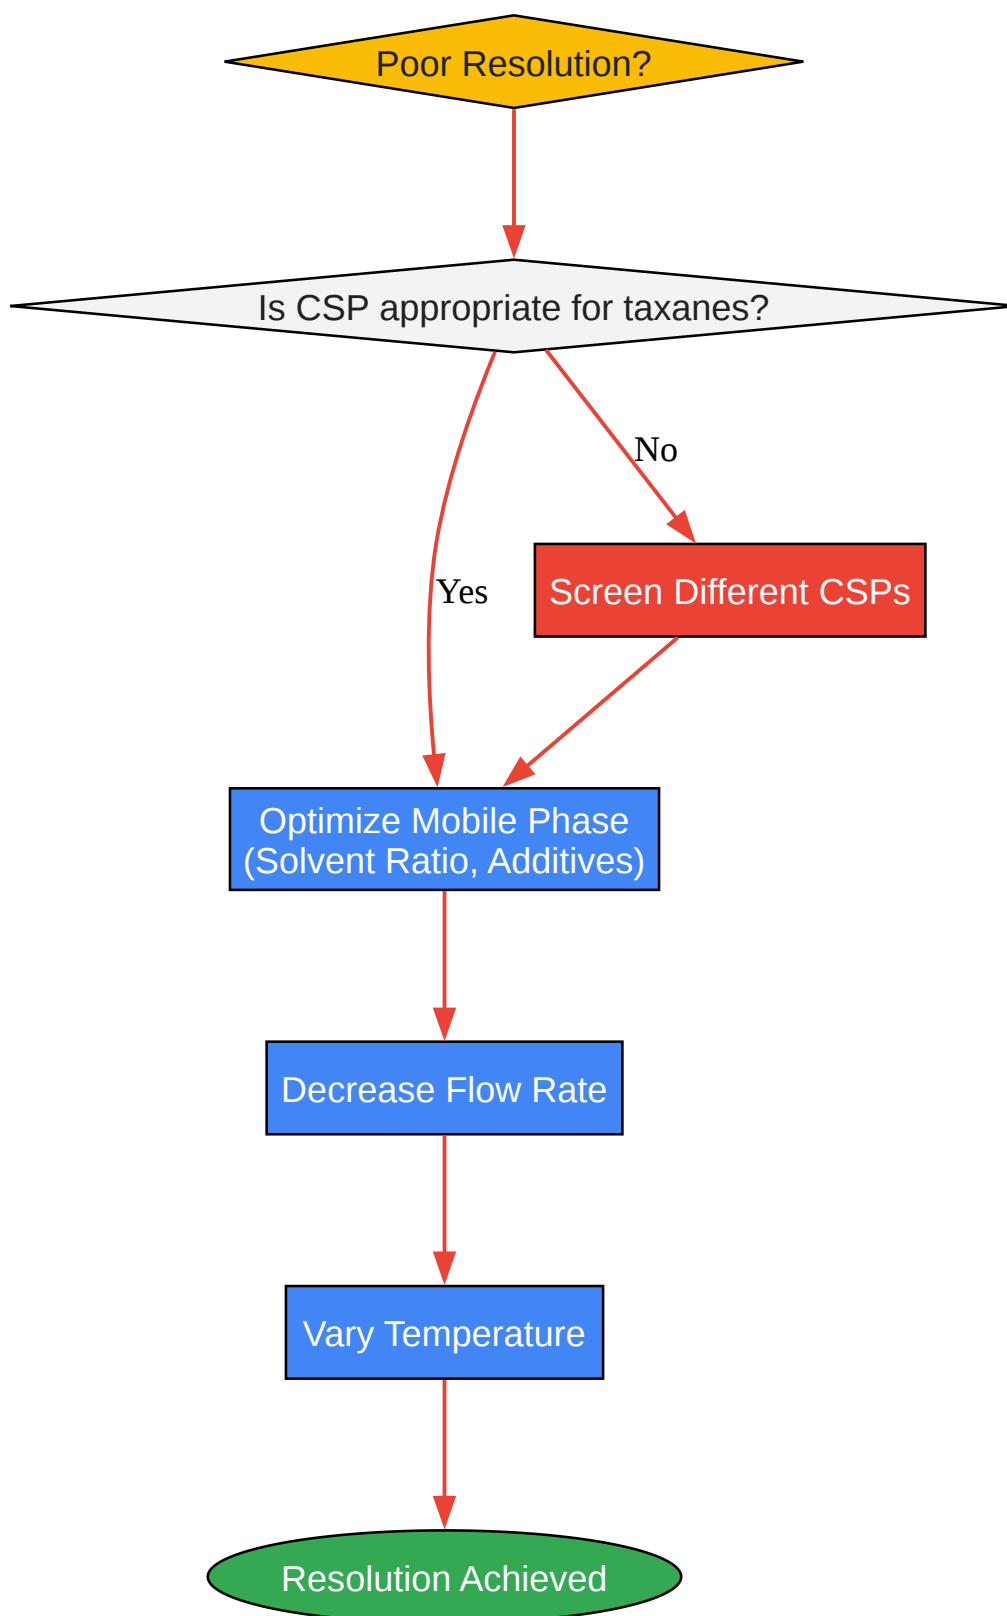 Poor Resolution?
Is CSP appropriate for taxanes?
No
Yes
Screen Different CSPs
Optimize Mobile Phase
(Solvent Ratio, Additives)
Decrease Flow Rate
Vary Temperature
Resolution Achieved